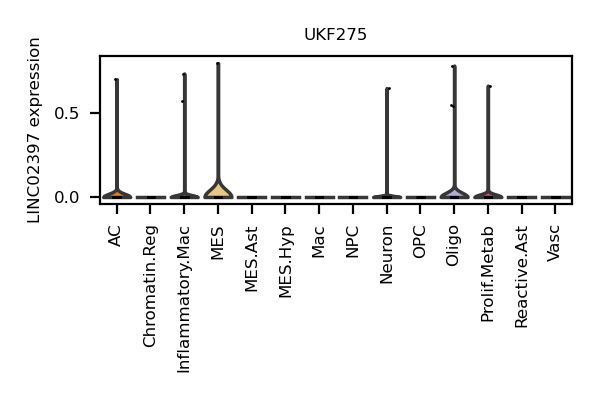 UKF275
LINC02397 expression
0.5
0.0
AC
Chromatin.Reg
Inflammatory.Mac
MES
MES.Ast
MES.Hyp
Mac
NPC
Neuron
OPC
Oligo
Prolif.Metab
Reactive.Ast
Vasc